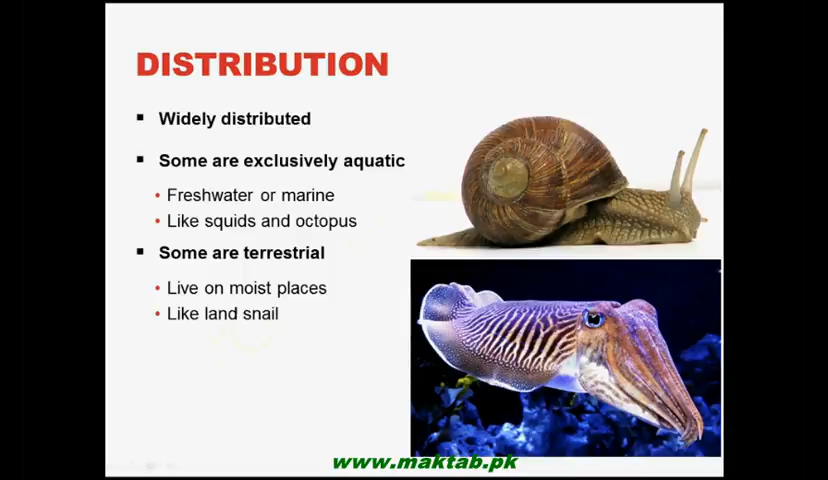 DISTRIBUTION
▪ Widely distributed
▪ Some are exclusively aquatic
• Freshwater or marine
• Like squids and octopus
▪ Some are terrestrial
• Live on moist places
• Like land snail
www.maktab.pk